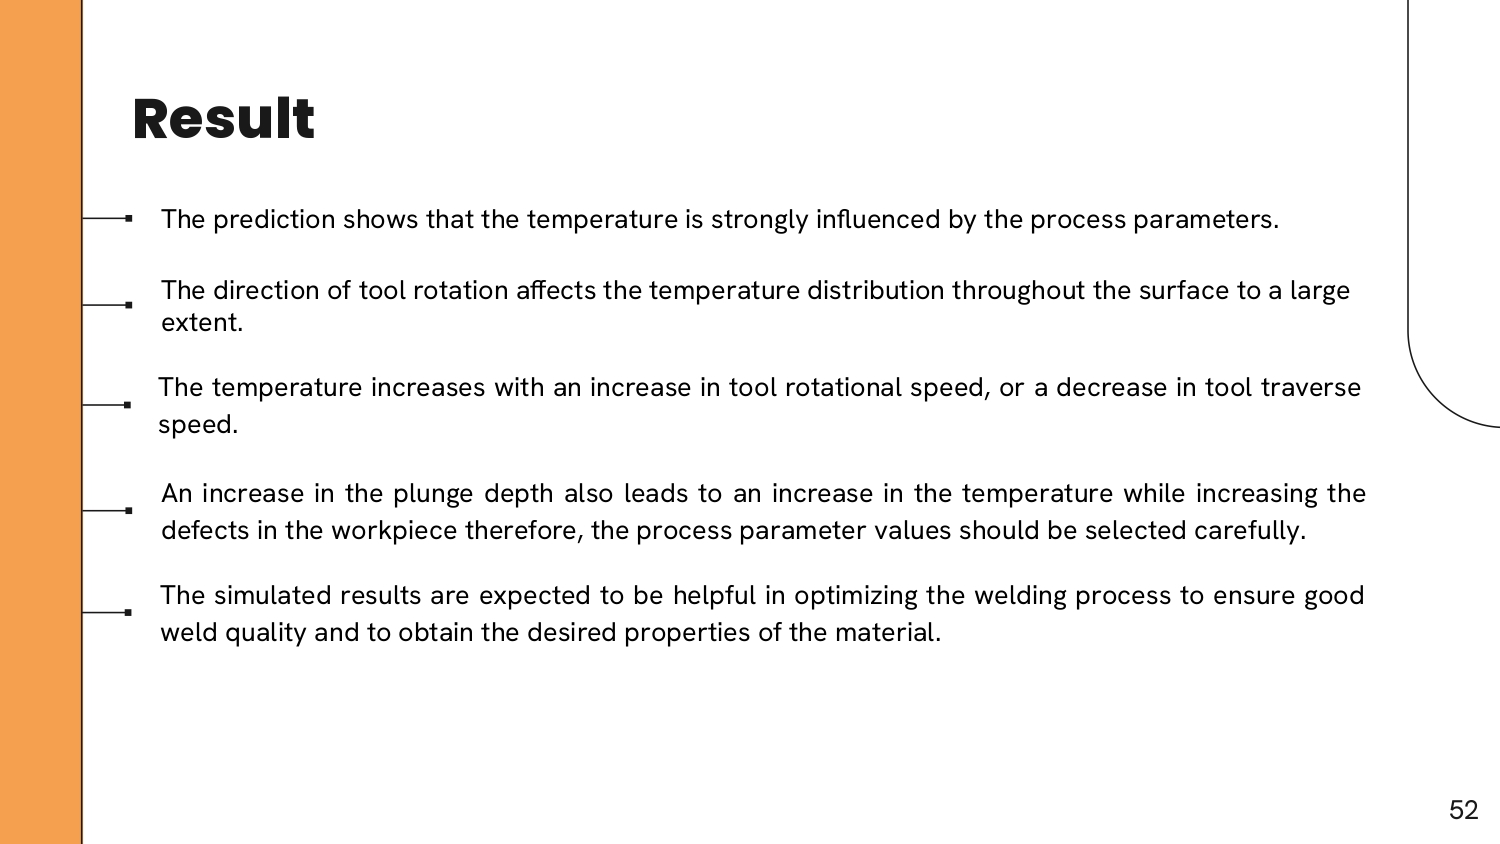 Result
The prediction shows that the temperature is strongly influenced by the process parameters.
The direction of tool rotation affects the temperature distribution throughout the surface to a large
extent.
The temperature increases with an increase in tool rotational speed, or a decrease in tool traverse
speed.
An increase in the plunge depth also leads to an increase in the temperature while increasing the
defects in the workpiece therefore, the process parameter values should be selected carefully.
The simulated results are expected to be helpful in optimizing the welding process to ensure good
weld quality and to obtain the desired properties of the material.
52